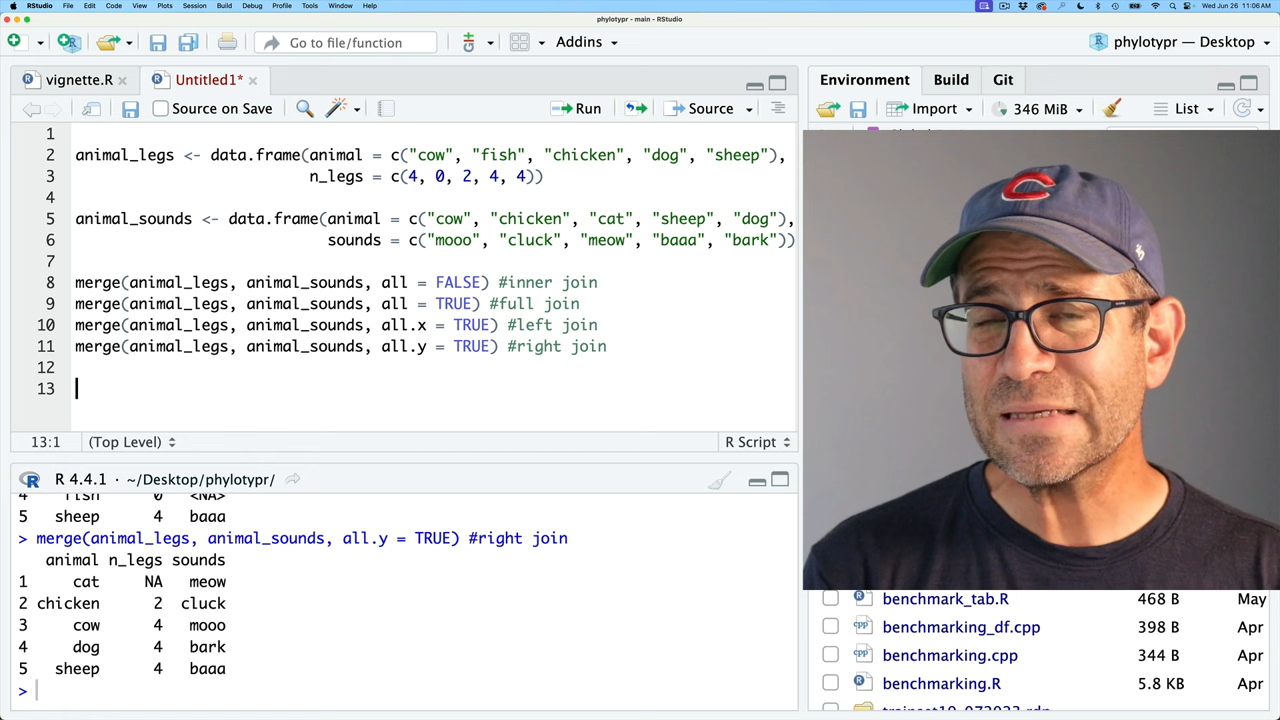 RStudio File Edit Code View Plots Session Build Debug Profile Tools Window Help Wed Jun 26 11:06 AM
phylotypr - main - RStudio
Go to file/function Addins phylotypr — Desktop
vignette.R Untitled1* Environment Build Git
Source on Save Run Source Import 346 MiB List
1
2 animal_legs <- data.frame(animal = c("cow", "fish", "chicken", "dog", "sheep"),
3 n_legs = c(4, 0, 2, 4, 4))
4
5 animal_sounds <- data.frame(animal = c("cow", "chicken", "cat", "sheep", "dog"),
6 sounds = c("mooo", "cluck", "meow", "baaa", "bark"))
7
8 merge(animal_legs, animal_sounds, all = FALSE) #inner join
9 merge(animal_legs, animal_sounds, all = TRUE) #full join
10 merge(animal_legs, animal_sounds, all.x = TRUE) #left join
11 merge(animal_legs, animal_sounds, all.y = TRUE) #right join
12
13
13:1 (Top Level) R Script
R 4.4.1 · ~/Desktop/phylotypr/
4 fish 0 <NA>
5 sheep 4 baaa
> merge(animal_legs, animal_sounds, all.y = TRUE) #right join
animal n_legs sounds
1 cat NA meow
2 chicken 2 cluck
3 cow 4 mooo
4 dog 4 bark
5 sheep 4 baaa
>
benchmark_tab.R 468 B May
benchmarking_df.cpp 398 B Apr
benchmarking.cpp 344 B Apr
benchmarking.R 5.8 KB Apr